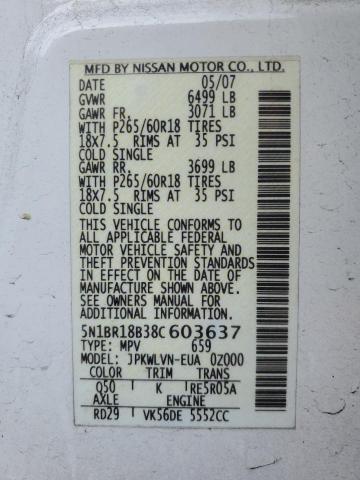 MFD BY NISSAN MOTOR CO., LTD.
DATE 05/07
GVWR 6499 LB
GAWR FR. 3071 LB
WITH P265/60R18 TIRES
18X7.5 RIMS AT 35 PSI
COLD SINGLE
GAWR RR. 3699 LB
WITH P265/60R18 TIRES
18X7.5 RIMS AT 35 PSI
COLD SINGLE
THIS VEHICLE CONFORMS TO
ALL APPLICABLE FEDERAL
MOTOR VEHICLE SAFETY AND
THEFT PREVENTION STANDARDS
IN EFFECT ON THE DATE OF
MANUFACTURE SHOWN ABOVE.
SEE OWNERS MANUAL FOR
ADDITIONAL INFORMATION.
5N1BR18B38C603637
TYPE: MPV 659
MODEL: JPKWLVN-EUA 0Z000
COLOR TRIM TRANS
Q50 K RE5R05A
AXLE ENGINE
RD29 VK56DE 5552CC